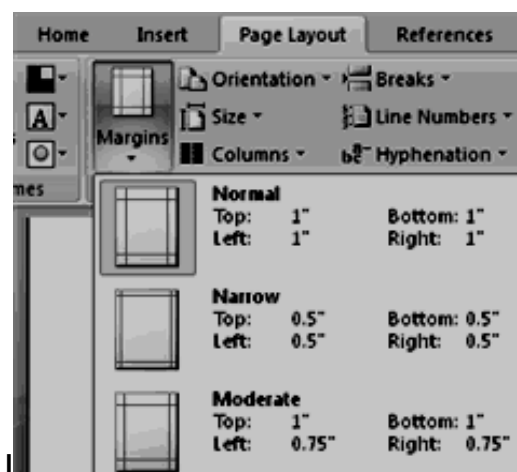 Home Insert Page Layout References
Orientation Breaks
A Size Line Numbers
Margins
Columns Hyphenation
mes
Normal
Top: 1" Bottom: 1"
Left: 1" Right: 1"
Narrow
Top: 0.5" Bottom: 0.5"
Left: 0.5" Right: 0.5"
Moderate
Top: 1" Bottom: 1"
Left: 0.75" Right: 0.75"